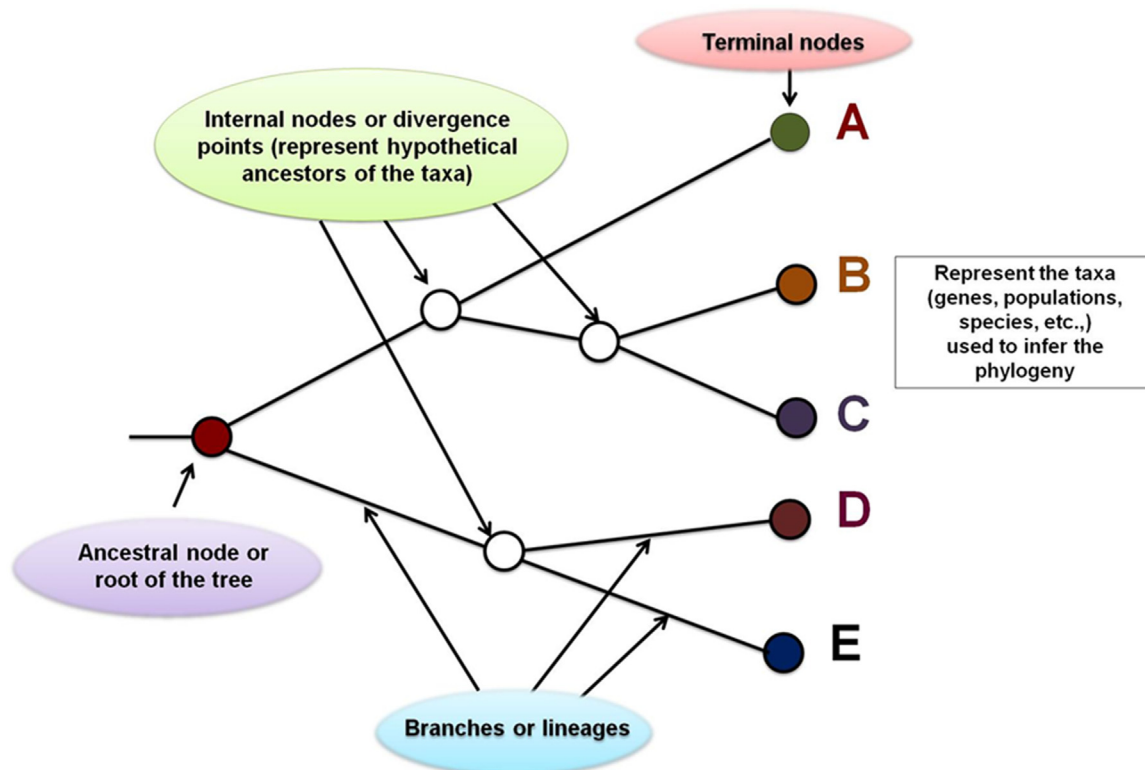 Terminal nodes
Internal nodes or divergence
points (represent hypothetical
ancestors of the taxa)
A
B
Represent the taxa
(genes, populations,
species, etc.,)
used to infer the
phylogeny
C
D
Ancestral node or
root of the tree
E
Branches or lineages